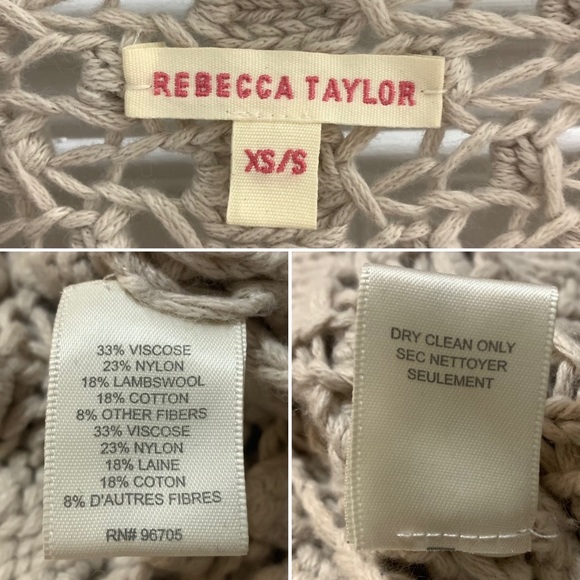 REBECCA TAYLOR
XS/S
33% VISCOSE
23% NYLON
18% LAMBSWOOL
18% COTTON
8% OTHER FIBERS
33% VISCOSE
23% NYLON
18% LAINE
18% COTON
8% D'AUTRES FIBRES
RN# 96705
DRY CLEAN ONLY
SEC NETTOYER
SEULEMENT